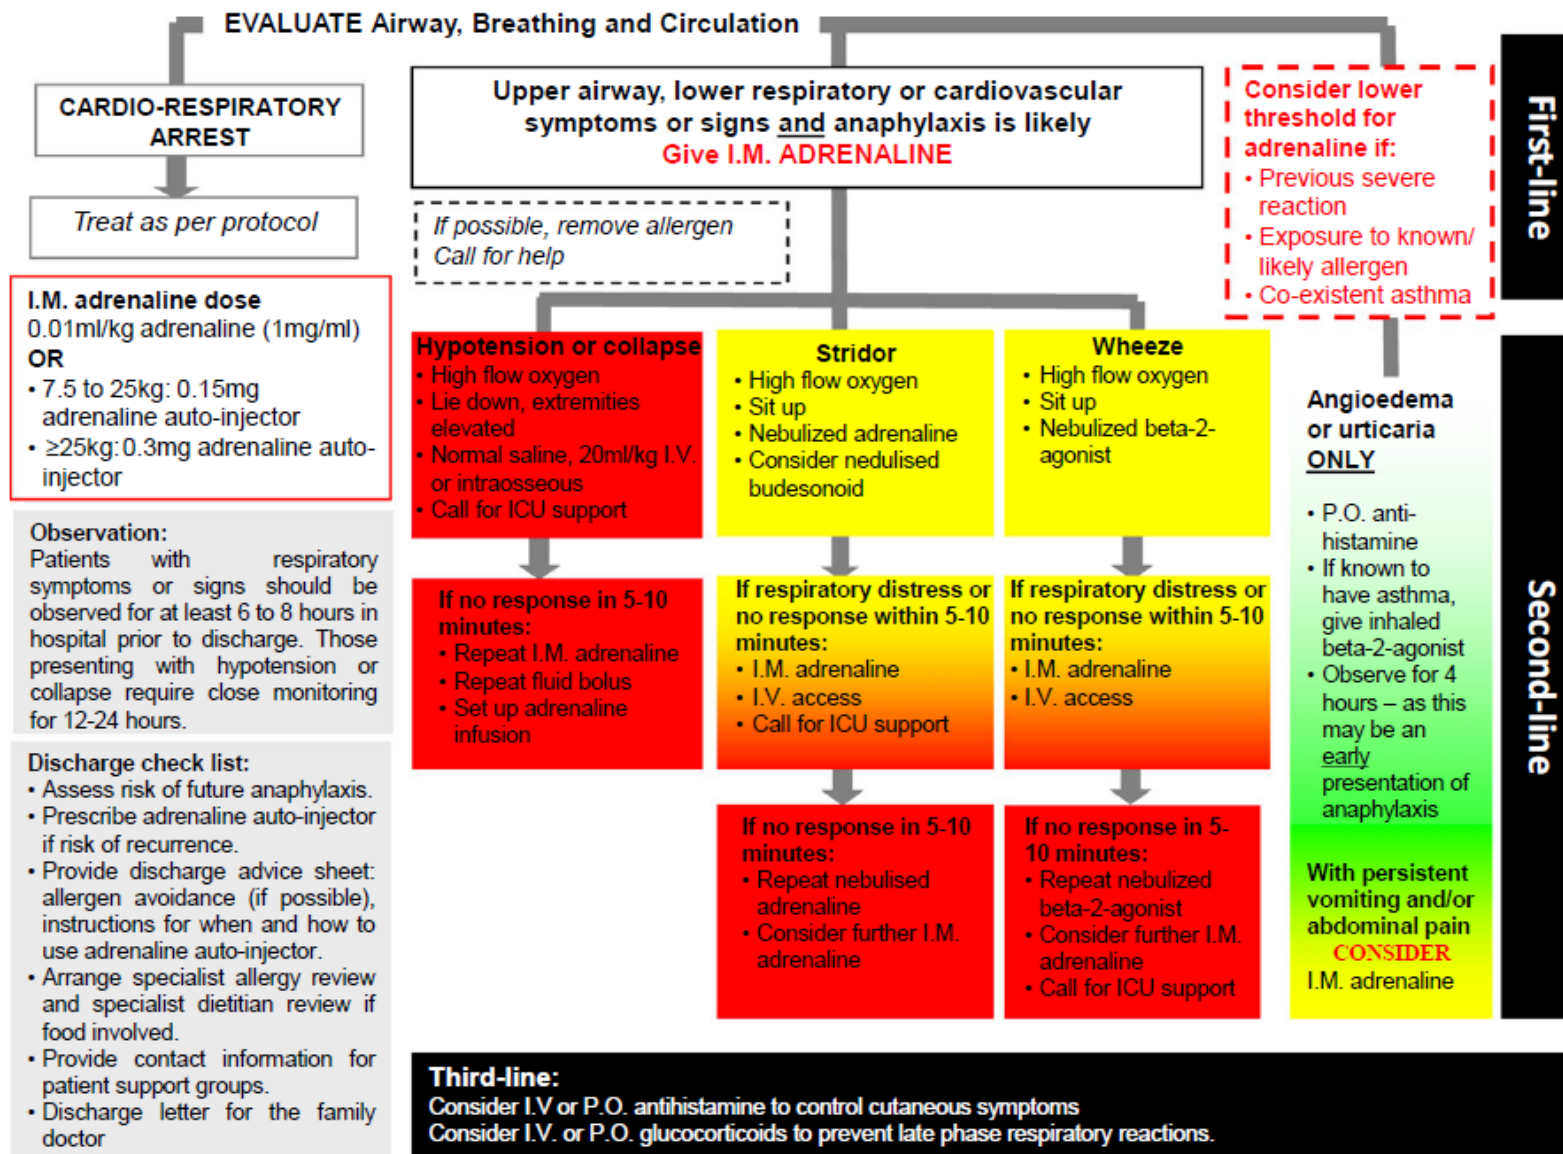 EVALUATE Airway, Breathing and Circulation
CARDIO-RESPIRATORY
ARREST
Treat as per protocol
I.M. adrenaline dose
0.01ml/kg adrenaline (1mg/ml)
OR
• 7.5 to 25kg: 0.15mg
adrenaline auto-injector
• ≥25kg: 0.3mg adrenaline auto-
injector
Observation:
Patients with respiratory
symptoms or signs should be
observed for at least 6 to 8 hours in
hospital prior to discharge. Those
presenting with hypotension or
collapse require close monitoring
for 12-24 hours.
Discharge check list:
• Assess risk of future anaphylaxis.
• Prescribe adrenaline auto-injector
if risk of recurrence.
• Provide discharge advice sheet:
allergen avoidance (if possible),
instructions for when and how to
use adrenaline auto-injector.
• Arrange specialist allergy review
and specialist dietitian review if
food involved.
• Provide contact information for
patient support groups.
• Discharge letter for the family
doctor
Upper airway, lower respiratory or cardiovascular
symptoms or signs and anaphylaxis is likely
Give I.M. ADRENALINE
If possible, remove allergen
Call for help
Hypotension or collapse
• High flow oxygen
• Lie down, extremities
elevated
• Normal saline, 20ml/kg I.V.
or intraosseous
• Call for ICU support
If no response in 5-10
minutes:
• Repeat I.M. adrenaline
• Repeat fluid bolus
• Set up adrenaline
infusion
Stridor
• High flow oxygen
• Sit up
• Nebulized adrenaline
• Consider nedulised
budesonoid
If respiratory distress or
no response within 5-10
minutes:
• I.M. adrenaline
• I.V. access
• Call for ICU support
If no response in 5-10
minutes:
• Repeat nebulised
adrenaline
• Consider further I.M.
adrenaline
Wheeze
• High flow oxygen
• Sit up
• Nebulized beta-2-
agonist
If respiratory distress or
no response within 5-10
minutes:
• I.M. adrenaline
• I.V. access
If no response in 5-
10 minutes:
• Repeat nebulized
beta-2-agonist
• Consider further I.M.
adrenaline
• Call for ICU support
Consider lower
threshold for
adrenaline if:
• Previous severe
reaction
• Exposure to known/
likely allergen
• Co-existent asthma
Angioedema
or urticaria
ONLY
• P.O. anti-
histamine
• If known to
have asthma,
give inhaled
beta-2-agonist
• Observe for 4
hours – as this
may be an
early
presentation of
anaphylaxis
With persistent
vomiting and/or
abdominal pain
CONSIDER
I.M. adrenaline
First-line
Second-line
Third-line:
Consider I.V or P.O. antihistamine to control cutaneous symptoms
Consider I.V. or P.O. glucocorticoids to prevent late phase respiratory reactions.